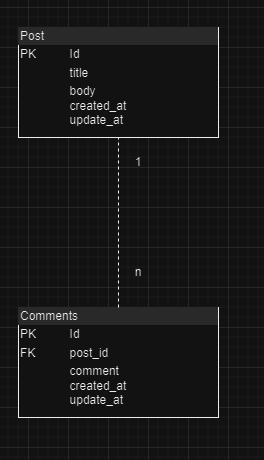 Post
PK Id
title
body
created_at
update_at
1
n
Comments
PK Id
FK post_id
comment
created_at
update_at